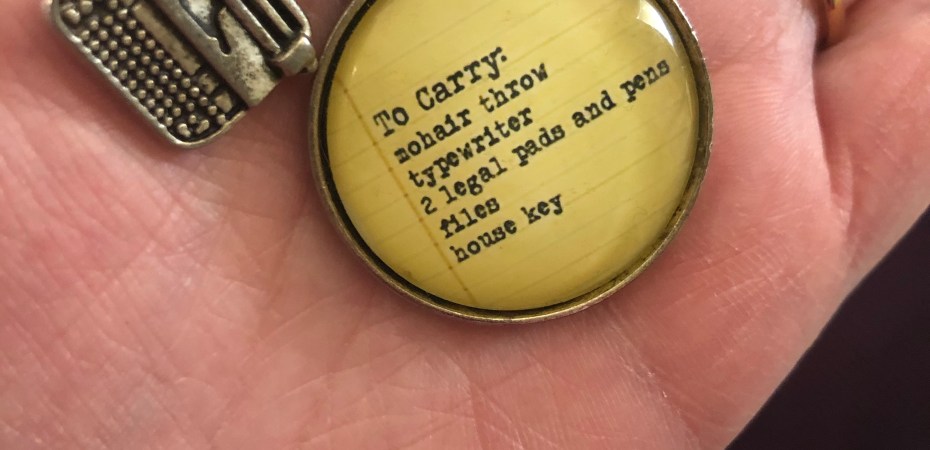 To Carry:
mohair throw
typewriter
2 legal pads and pens
files
house key